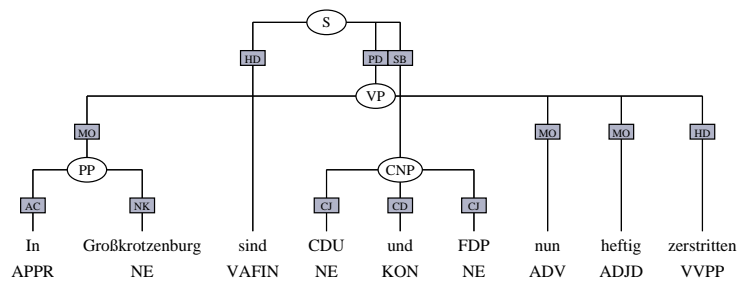 S
HD PD SB
VP
MO MO MO HD
PP CNP
AC NK CJ CD CJ
In Großkrotzenburg sind CDU und FDP nun heftig zerstritten
APPR NE VAFIN NE KON NE ADV ADJD VVPP